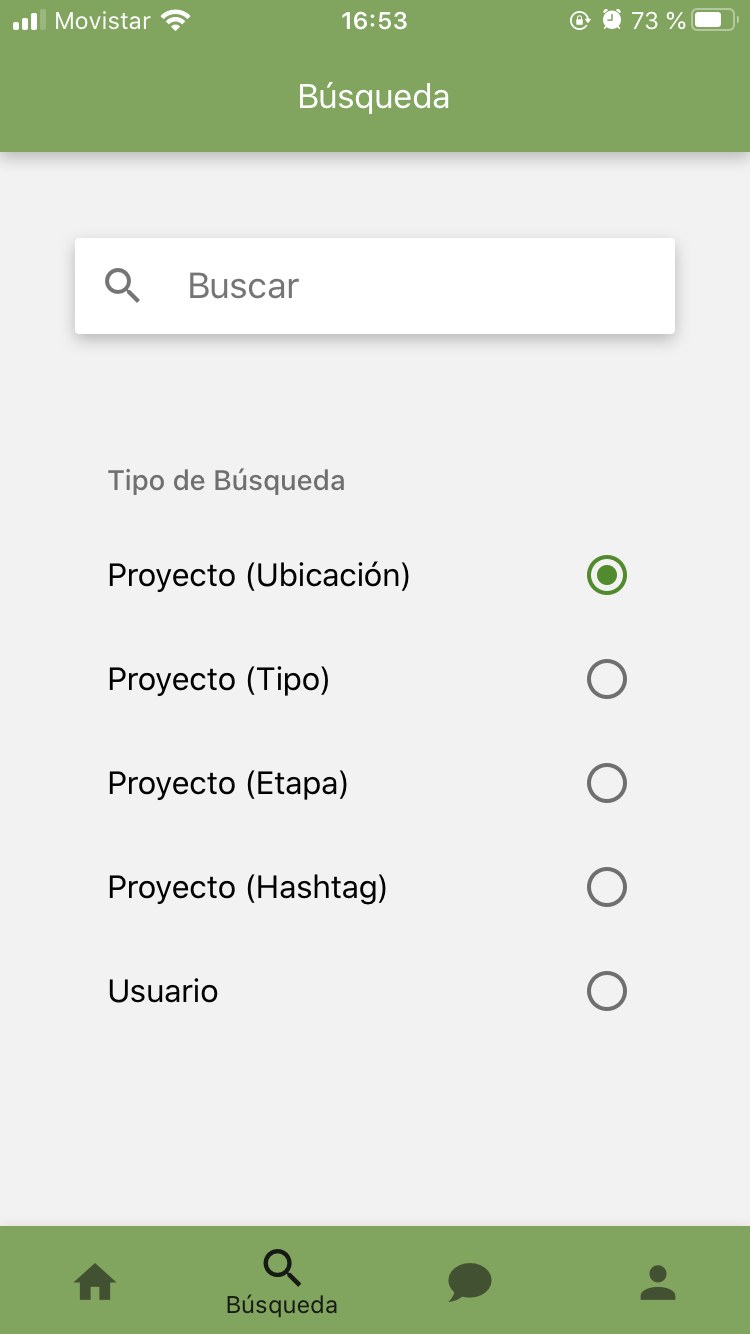 Movistar 16:53 73 %
Búsqueda
Buscar
Tipo de Búsqueda
Proyecto (Ubicación)
Proyecto (Tipo)
Proyecto (Etapa)
Proyecto (Hashtag)
Usuario
Búsqueda